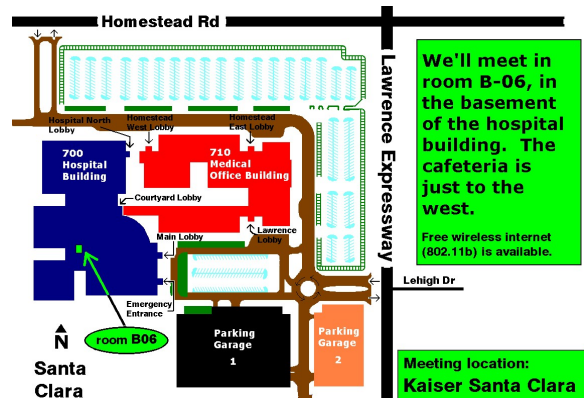 Homestead Rd
Lawrence Expressway
We'll meet in
room B-06, in
the basement
of the hospital
building.  The
cafeteria is
just to the
west.
Free wireless internet
(802.11b) is available.
Hospital North
Lobby
Homestead
West Lobby
Homestead
East Lobby
700
Hospital
Building
710
Medical
Office Building
Courtyard Lobby
Main Lobby
Lawrence
Lobby
Emergency
Entrance
Lehigh Dr
room B06
N
Santa
Clara
Parking
Garage
1
Parking
Garage
2
Meeting location:
Kaiser Santa Clara